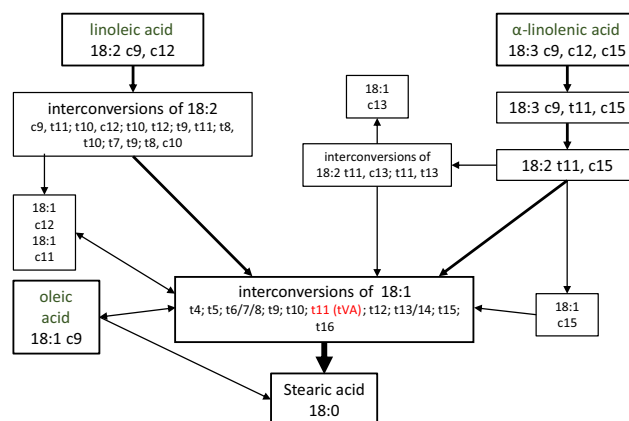 linoleic acid
18:2 c9, c12
α-linolenic acid
18:3 c9, c12, c15
interconversions of 18:2
c9, t11; t10, c12; t10, t12; t9, t11; t8,
t10; t7, t9; t8, c10
18:1
c13
18:3 c9, t11, c15
interconversions of
18:2 t11, c13; t11, t13
18:2 t11, c15
18:1
c12
18:1
c11
oleic
acid
18:1 c9
interconversions of 18:1
t4; t5; t6/7/8; t9; t10; t11 (tVA); t12; t13/14; t15;
t16
18:1
c15
Stearic acid
18:0